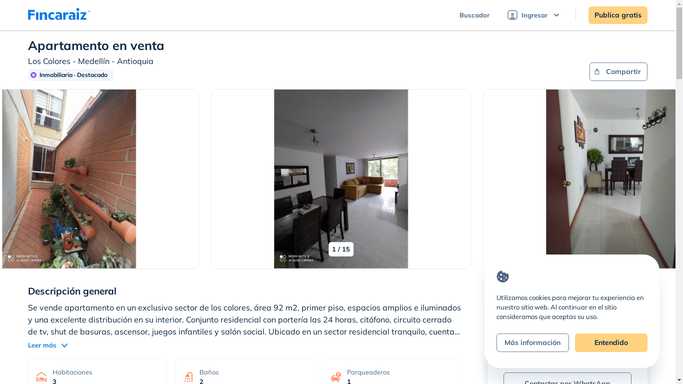 Fincaraiz
Buscador
Ingresar
Publica gratis
Apartamento en venta
Los Colores - Medellín - Antioquia
Inmobiliaria - Destacado
Compartir
1 / 15
Descripción general
Se vende apartamento en un exclusivo sector de los colores, área 92 m2, primer piso, espacios amplios e iluminados
y una excelente distribución en su interior. Conjunto residencial con portería las 24 horas, citófono, circuito cerrado
de tv, shut de basuras, ascensor, juegos infantiles y salón social. Ubicado en un sector residencial tranquilo, cuenta...
Leer más
Habitaciones
3
Baños
2
Parqueaderos
1
Utilizamos cookies para mejorar tu experiencia en
nuestro sitio web. Al continuar en el sitio
consideramos que aceptas su uso.
Más información
Entendido
Contactar por WhatsApp